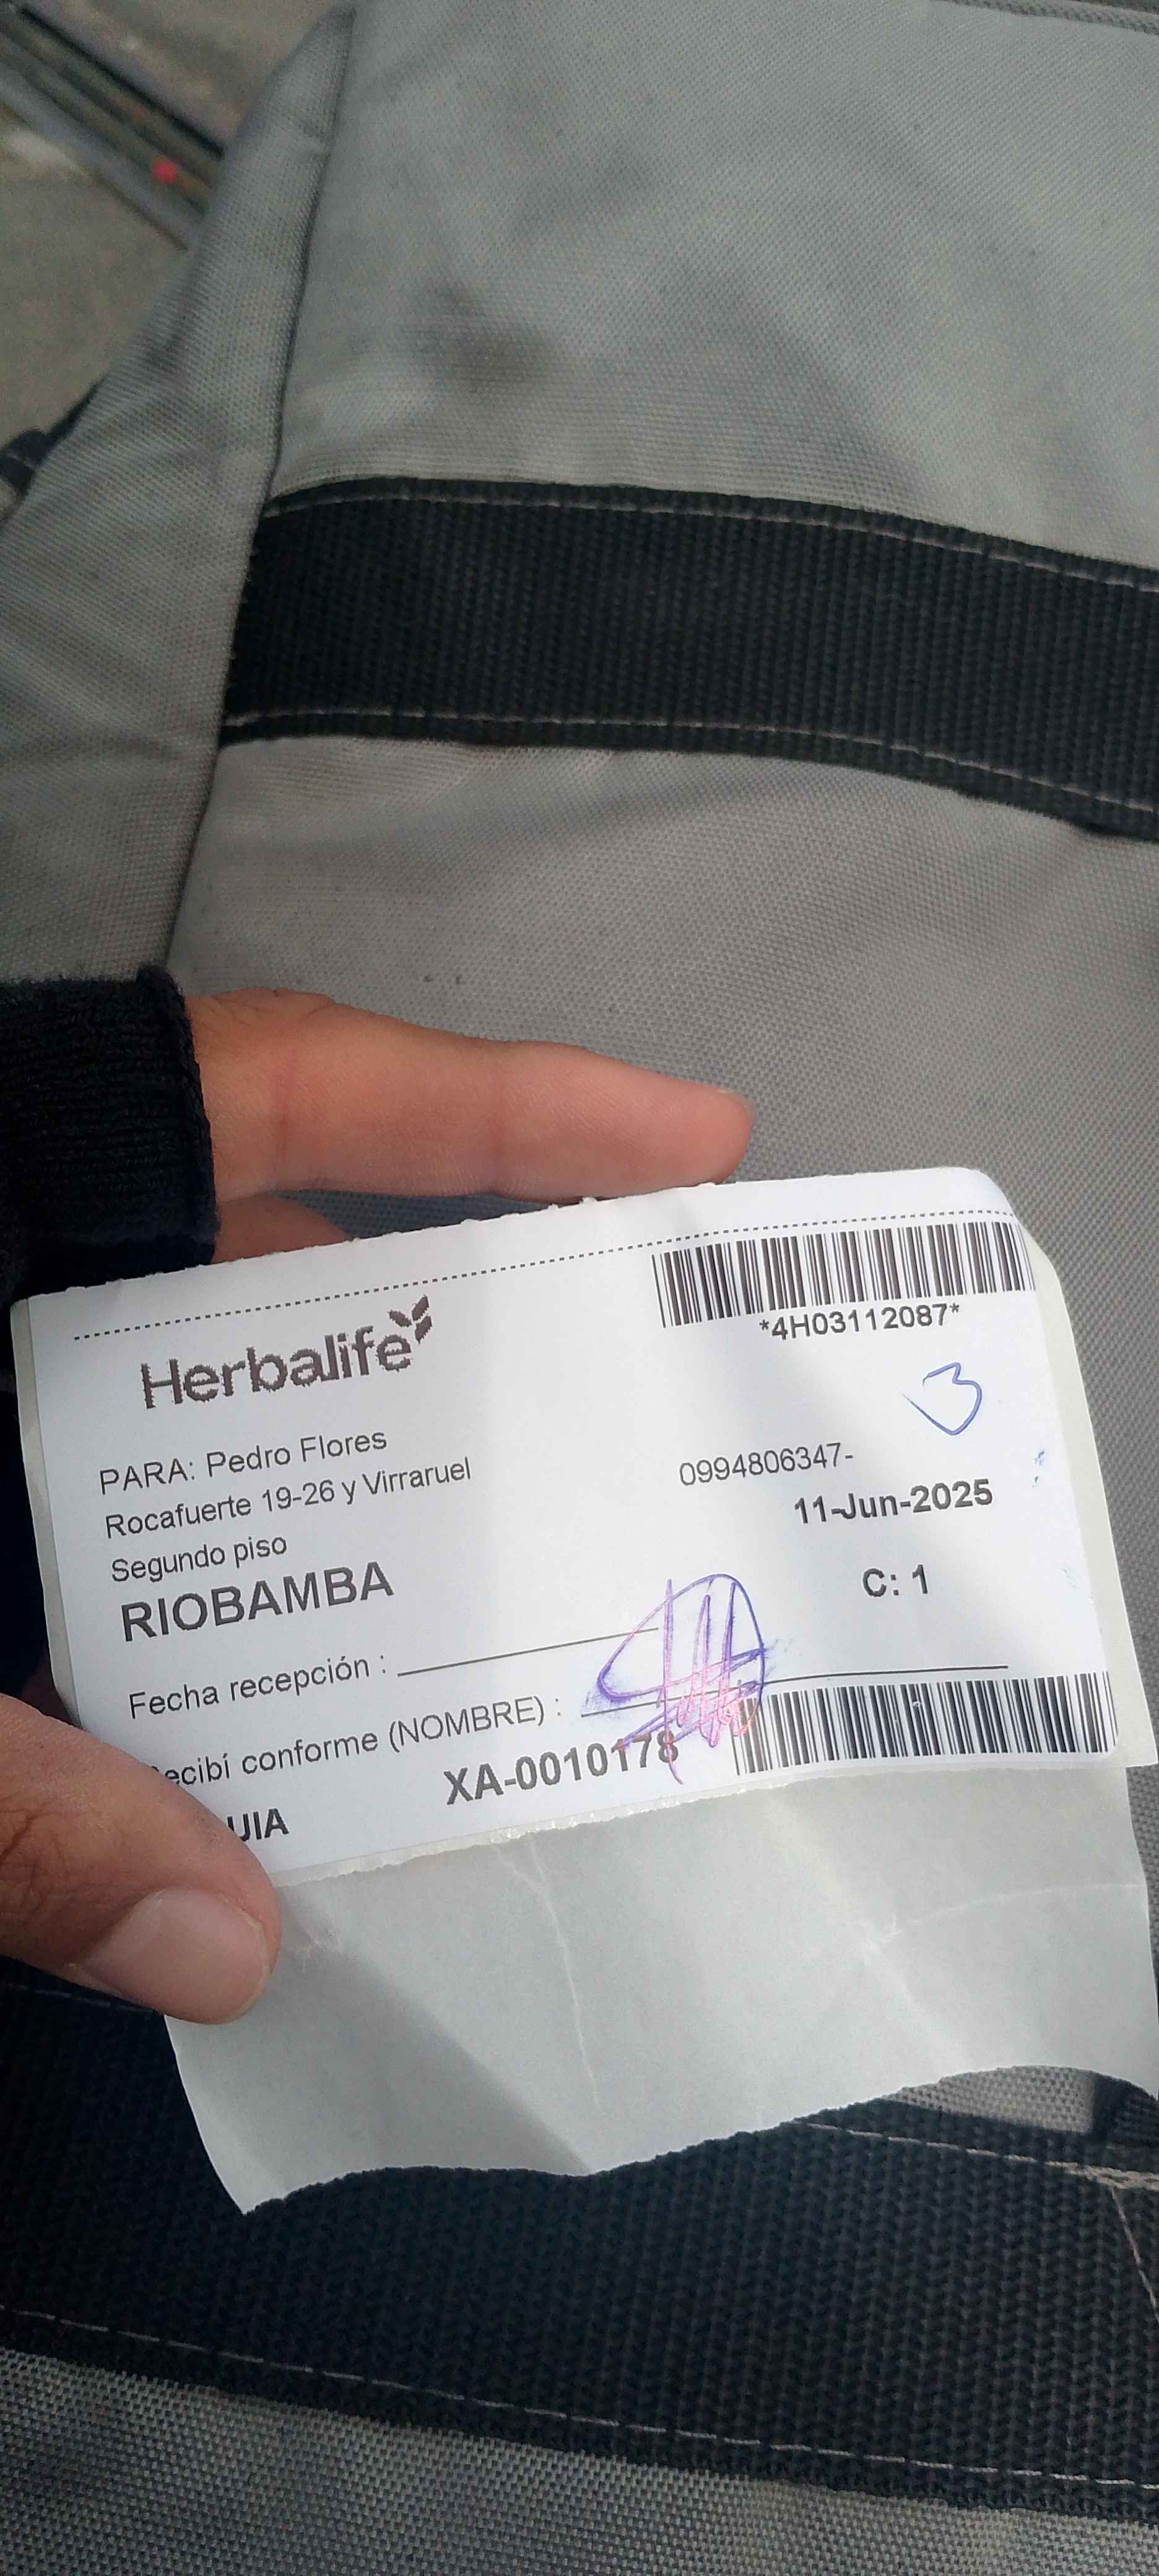 Herbalife
*4H03112087*
3
PARA: Pedro Flores
0994806347-
Rocafuerte 19-26 y Virraruel
11-Jun-2025
Segundo piso
RIOBAMBA
C: 1
Fecha recepción :
ecibí conforme (NOMBRE) :
UIA
XA-0010178